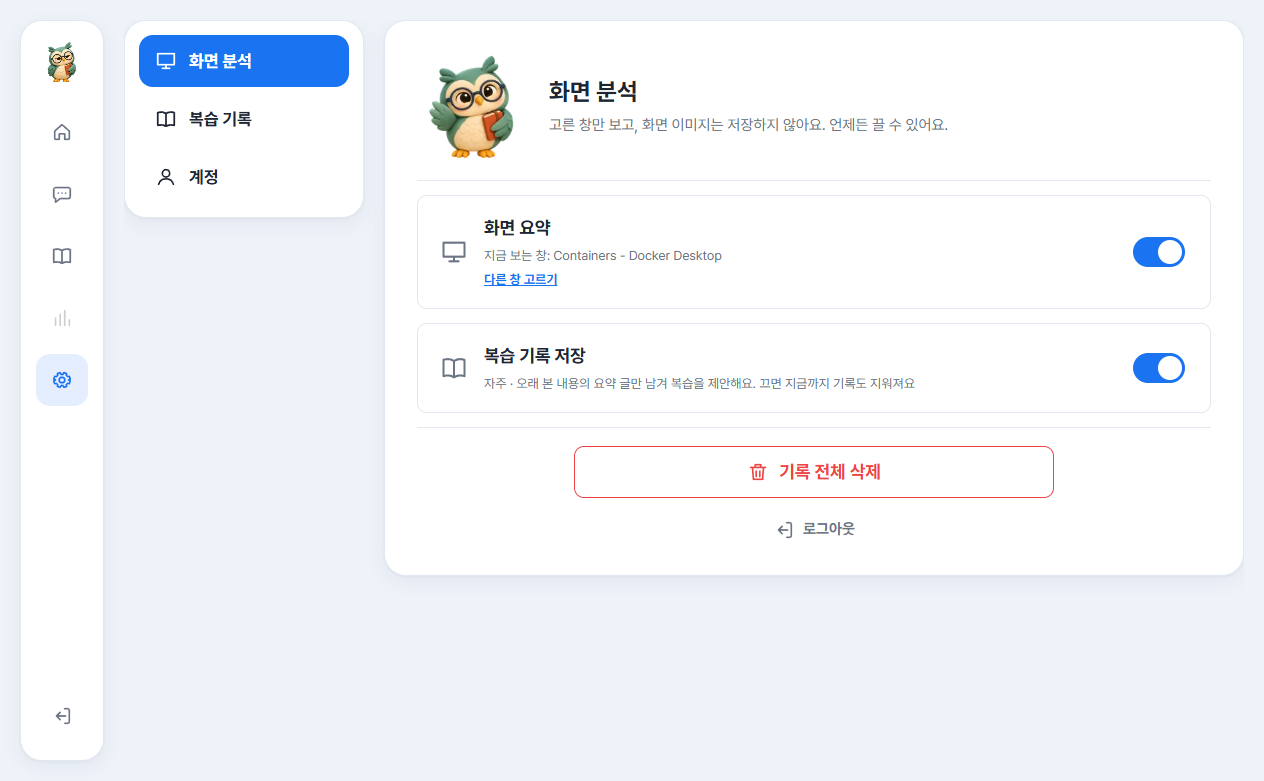 화면 분석
복습 기록
계정
화면 분석
고른 창만 보고, 화면 이미지는 저장하지 않아요. 언제든 끌 수 있어요.
화면 요약
지금 보는 창: Containers - Docker Desktop
다른 창 고르기
복습 기록 저장
자주 · 오래 본 내용의 요약 글만 남겨 복습을 제안해요. 끄면 지금까지 기록도 지워져요
기록 전체 삭제
로그아웃